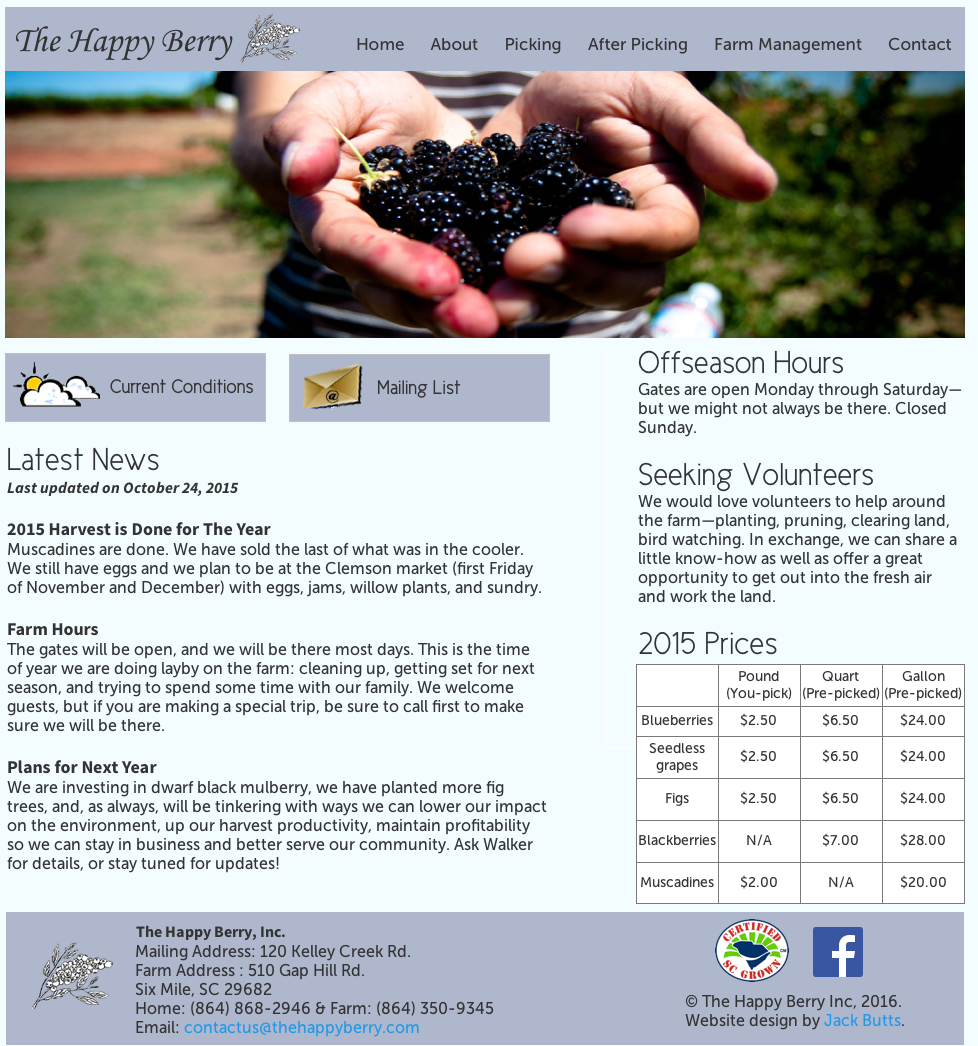 The Happy Berry
Home About Picking After Picking Farm Management Contact
Current Conditions
Mailing List
Latest News
Last updated on October 24, 2015
2015 Harvest is Done for The Year
Muscadines are done. We have sold the last of what was in the cooler.
We still have eggs and we plan to be at the Clemson market (first Friday
of November and December) with eggs, jams, willow plants, and sundry.
Farm Hours
The gates will be open, and we will be there most days. This is the time
of year we are doing layby on the farm: cleaning up, getting set for next
season, and trying to spend some time with our family. We welcome
guests, but if you are making a special trip, be sure to call first to make
sure we will be there.
Plans for Next Year
We are investing in dwarf black mulberry, we have planted more fig
trees, and, as always, will be tinkering with ways we can lower our impact
on the environment, up our harvest productivity, maintain profitability
so we can stay in business and better serve our community. Ask Walker
for details, or stay tuned for updates!
Offseason Hours
Gates are open Monday through Saturday—
but we might not always be there. Closed
Sunday.
Seeking Volunteers
We would love volunteers to help around
the farm—planting, pruning, clearing land,
bird watching. In exchange, we can share a
little know-how as well as offer a great
opportunity to get out into the fresh air
and work the land.
2015 Prices
Pound Quart Gallon
(You-pick) (Pre-picked) (Pre-picked)
Blueberries $2.50 $6.50 $24.00
Seedless
grapes $2.50 $6.50 $24.00
Figs $2.50 $6.50 $24.00
Blackberries N/A $7.00 $28.00
Muscadines $2.00 N/A $20.00
The Happy Berry, Inc.
Mailing Address: 120 Kelley Creek Rd.
Farm Address : 510 Gap Hill Rd.
Six Mile, SC 29682
Home: (864) 868-2946 & Farm: (864) 350-9345
Email: contactus@thehappyberry.com
CERTIFIED
SC GROWN
© The Happy Berry Inc, 2016.
Website design by Jack Butts.